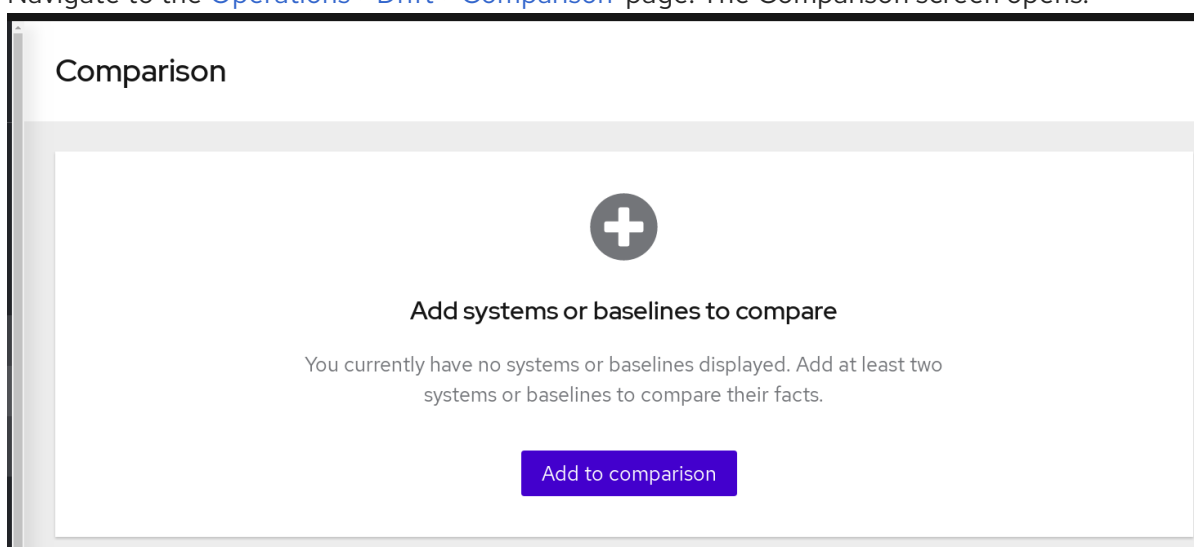 Navigate to the Operations Drift Comparison page. The Comparison screen opens.
Comparison
Add systems or baselines to compare
You currently have no systems or baselines displayed. Add at least two
systems or baselines to compare their facts.
Add to comparison